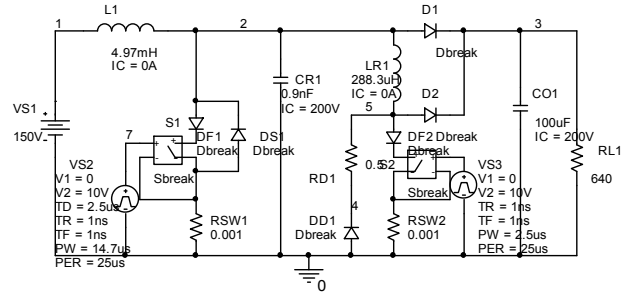 L1
1
2
D1
3
4.97mH
IC = 0A
Dbreak
LR1
288.3uH
IC = 0A
CR1
0.9nF
IC = 200V
D2
Dbreak
CO1
100uF
IC = 200V
VS1
150V
S1
7
DF1
Dbreak
DS1
Dbreak
5
DF2
Dbreak
RL1
640
VS2
V1 = 0
V2 = 10V
TD = 2.5us
TR = 1ns
TF = 1ns
PW = 14.7us
PER = 25us
Sbreak
0.5
RD1
S2
Sbreak
VS3
V1 = 0
V2 = 10V
TR = 1ns
TF = 1ns
PW = 2.5us
PER = 25us
RSW1
0.001
4
DD1
Dbreak
RSW2
0.001
0